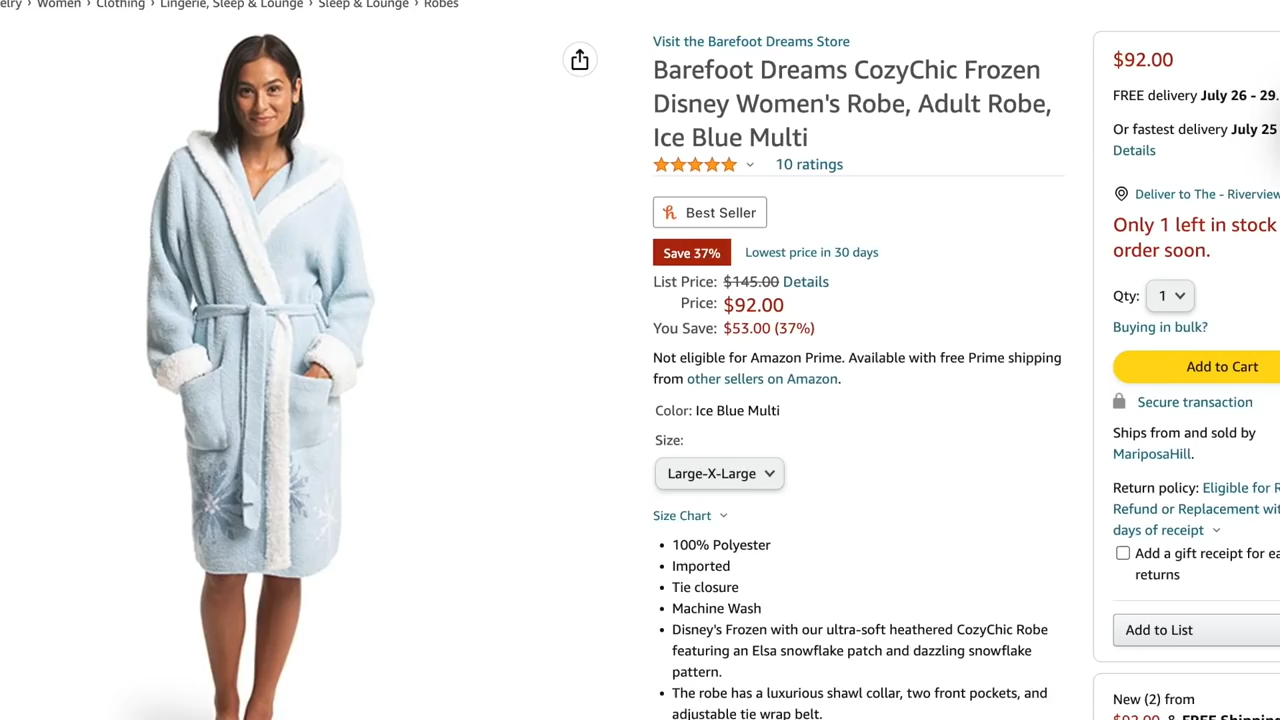 elry › Women › Clothing › Lingerie, Sleep & Lounge › Sleep & Lounge › Robes
Visit the Barefoot Dreams Store
Barefoot Dreams CozyChic Frozen
Disney Women's Robe, Adult Robe,
Ice Blue Multi
10 ratings
Best Seller
Save 37% Lowest price in 30 days
List Price: $145.00 Details
Price: $92.00
You Save: $53.00 (37%)
Not eligible for Amazon Prime. Available with free Prime shipping
from other sellers on Amazon.
Color: Ice Blue Multi
Size:
Large-X-Large
Size Chart
• 100% Polyester
• Imported
• Tie closure
• Machine Wash
• Disney's Frozen with our ultra-soft heathered CozyChic Robe
featuring an Elsa snowflake patch and dazzling snowflake
pattern.
• The robe has a luxurious shawl collar, two front pockets, and
adjustable tie wrap belt.
$92.00
FREE delivery July 26 - 29.
Or fastest delivery July 25
Details
Deliver to The - Riverview
Only 1 left in stock
order soon.
Qty: 1
Buying in bulk?
Add to Cart
Secure transaction
Ships from and sold by
MariposaHill.
Return policy: Eligible for R
Refund or Replacement wit
days of receipt
Add a gift receipt for ea
returns
Add to List
New (2) from
$92.00 & FREE Shipping